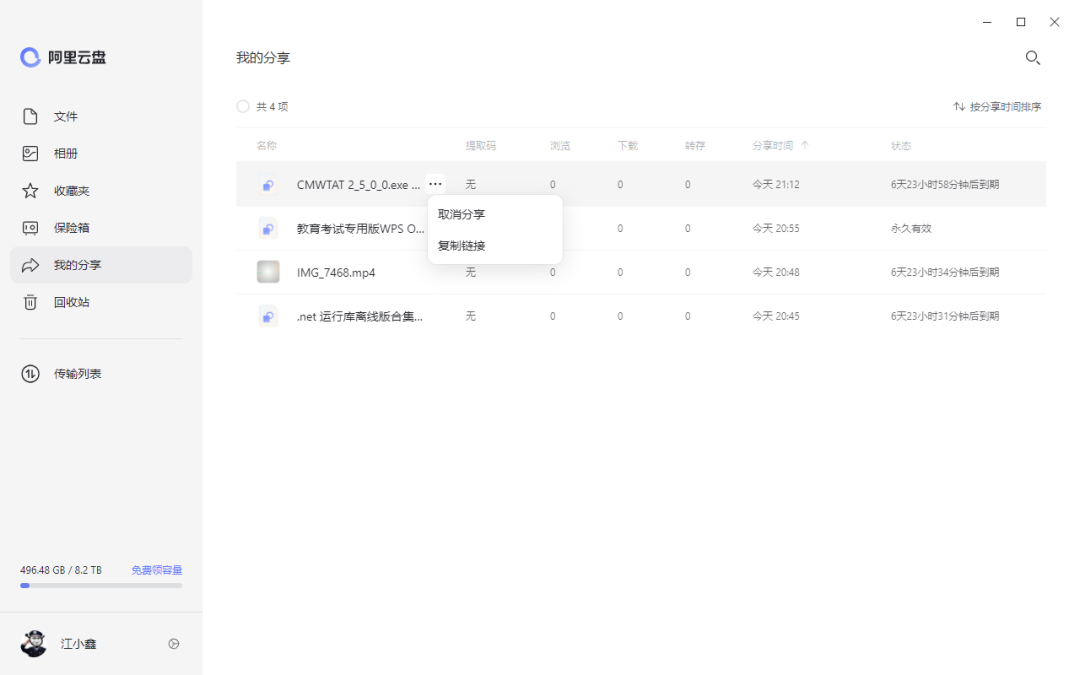 阿里云盘
文件
相册
收藏夹
保险箱
我的分享
回收站
传输列表
496.48 GB / 8.2 TB 免费领容量
江小鑫
我的分享
共 4 项 按分享时间排序
名称 提取码 浏览 下载 转存 分享时间 状态
CMWTAT 2_5_0_0.exe ... 无 0 0 0 今天 21:12 6天23小时58分钟后到期
取消分享
复制链接
教育考试专用版WPS O... 0 0 今天 20:55 永久有效
IMG_7468.mp4 无 0 0 0 今天 20:48 6天23小时34分钟后到期
.net 运行库离线版合集... 无 0 0 0 今天 20:45 6天23小时31分钟后到期